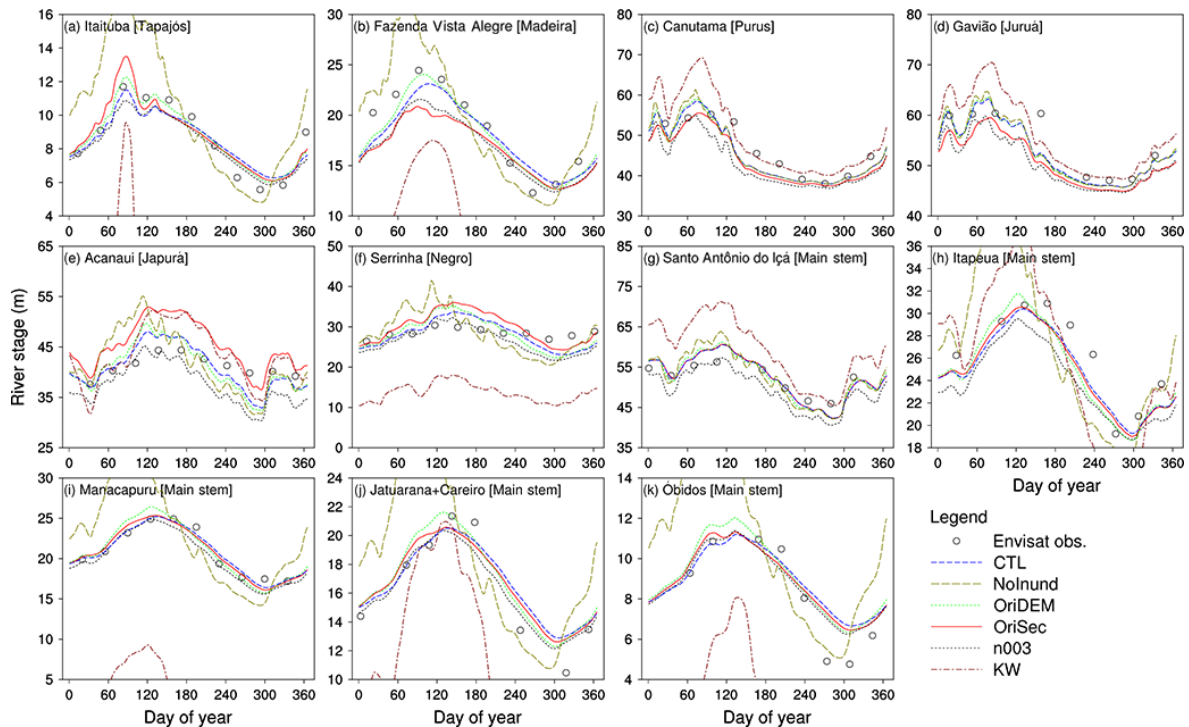 (a) Itaituba [Tapajós]
(b) Fazenda Vista Alegre [Madeira]
(c) Canutama [Purus]
(d) Gavião [Juruá]
16
14
12
10
8
6
4
0 60 120 180 240 300 360
30
25
20
15
10
0 60 120 180 240 300 360
80
70
60
50
40
30
0 60 120 180 240 300 360
80
70
60
50
40
0 60 120 180 240 300 360
River stage (m)
(e) Acanaui [Japurá]
(f) Serrinha [Negro]
(g) Santo Antônio do Içá [Main stem]
(h) Itapeua [Main stem]
65
55
45
35
25
0 60 120 180 240 300 360
50
40
30
20
10
0
0 60 120 180 240 300 360
85
75
65
55
45
35
0 60 120 180 240 300 360
Day of year
36
34
32
30
28
26
24
22
20
18
0 60 120 180 240 300 360
Day of year
(i) Manacapuru [Main stem]
(j) Jatuarana+Careiro [Main stem]
(k) Óbidos [Main stem]
30
25
20
15
10
5
0 60 120 180 240 300 360
Day of year
24
22
20
18
16
14
12
10
0 60 120 180 240 300 360
Day of year
14
12
10
8
6
4
0 60 120 180 240 300 360
Day of year
Legend
Envisat obs.
CTL
NoInund
OriDEM
OriSec
n003
KW